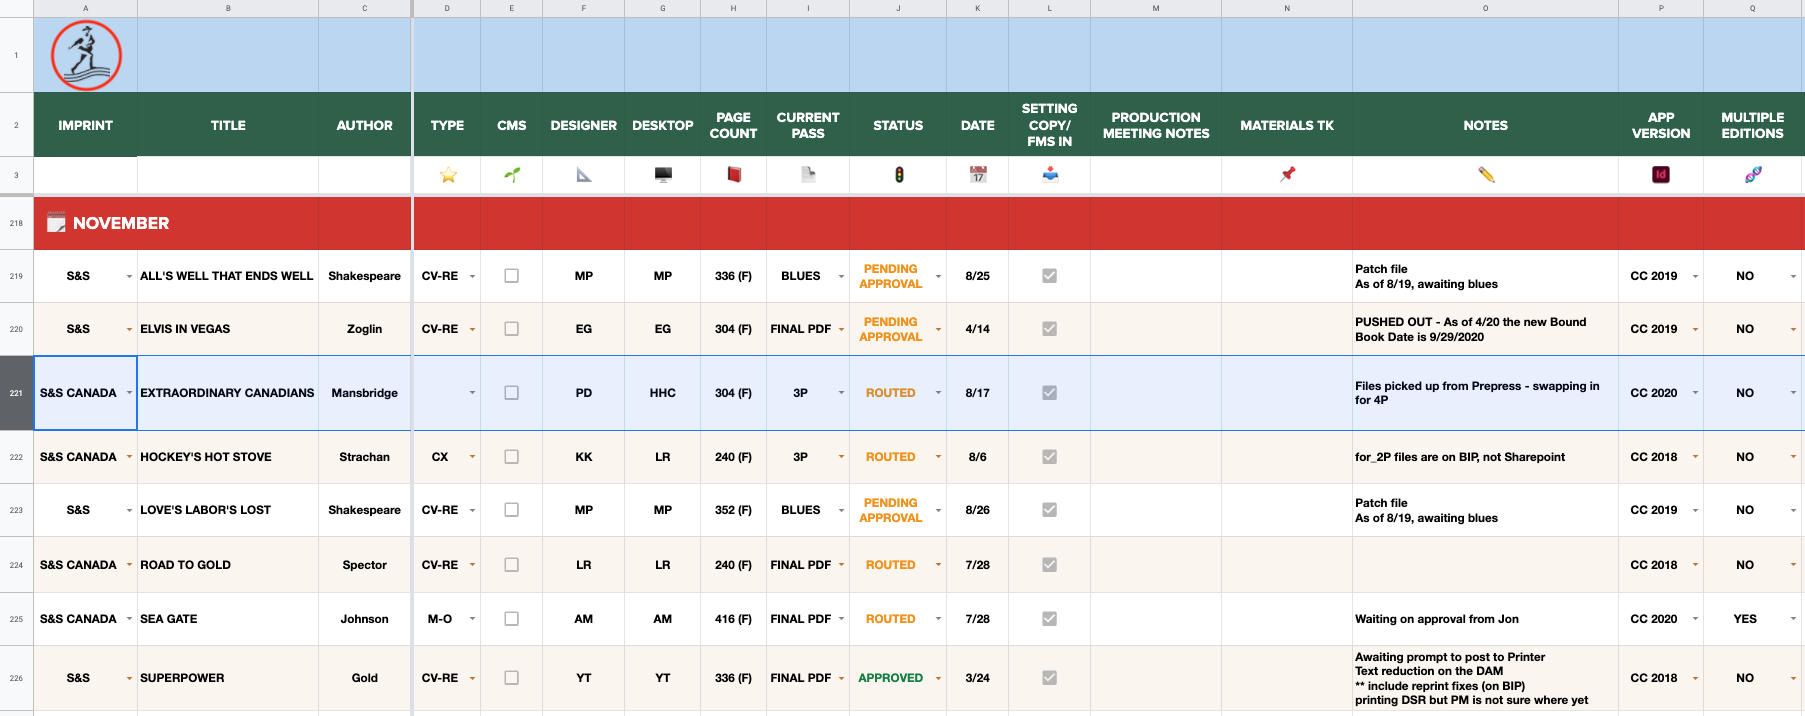 A B C D E F G H I J K L M N O P Q
1
2 IMPRINT TITLE AUTHOR TYPE CMS DESIGNER DESKTOP PAGE COUNT CURRENT PASS STATUS DATE SETTING COPY/ FMS IN PRODUCTION MEETING NOTES MATERIALS TK NOTES APP VERSION MULTIPLE EDITIONS
3 17 Id
218 NOVEMBER
219 S&S ALL'S WELL THAT ENDS WELL Shakespeare CV-RE MP MP 336 (F) BLUES PENDING APPROVAL 8/25 Patch file
As of 8/19, awaiting blues
CC 2019 NO
220 S&S ELVIS IN VEGAS Zoglin CV-RE EG EG 304 (F) FINAL PDF PENDING APPROVAL 4/14 PUSHED OUT - As of 4/20 the new Bound
Book Date is 9/29/2020
CC 2019 NO
221 S&S CANADA EXTRAORDINARY CANADIANS Mansbridge PD HHC 304 (F) 3P ROUTED 8/17 Files picked up from Prepress - swapping in
for 4P
CC 2020 NO
222 S&S CANADA HOCKEY'S HOT STOVE Strachan CX KK LR 240 (F) 3P ROUTED 8/6 for_2P files are on BIP, not Sharepoint CC 2018 NO
223 S&S LOVE'S LABOR'S LOST Shakespeare CV-RE MP MP 352 (F) BLUES PENDING APPROVAL 8/26 Patch file
As of 8/19, awaiting blues
CC 2019 NO
224 S&S CANADA ROAD TO GOLD Spector CV-RE LR LR 240 (F) FINAL PDF ROUTED 7/28 CC 2018 NO
225 S&S CANADA SEA GATE Johnson M-O AM AM 416 (F) FINAL PDF ROUTED 7/28 Waiting on approval from Jon CC 2020 YES
226 S&S SUPERPOWER Gold CV-RE YT YT 336 (F) FINAL PDF APPROVED 3/24 Awaiting prompt to post to Printer
Text reduction on the DAM
** include reprint fixes (on BIP)
printing DSR but PM is not sure where yet
CC 2018 NO